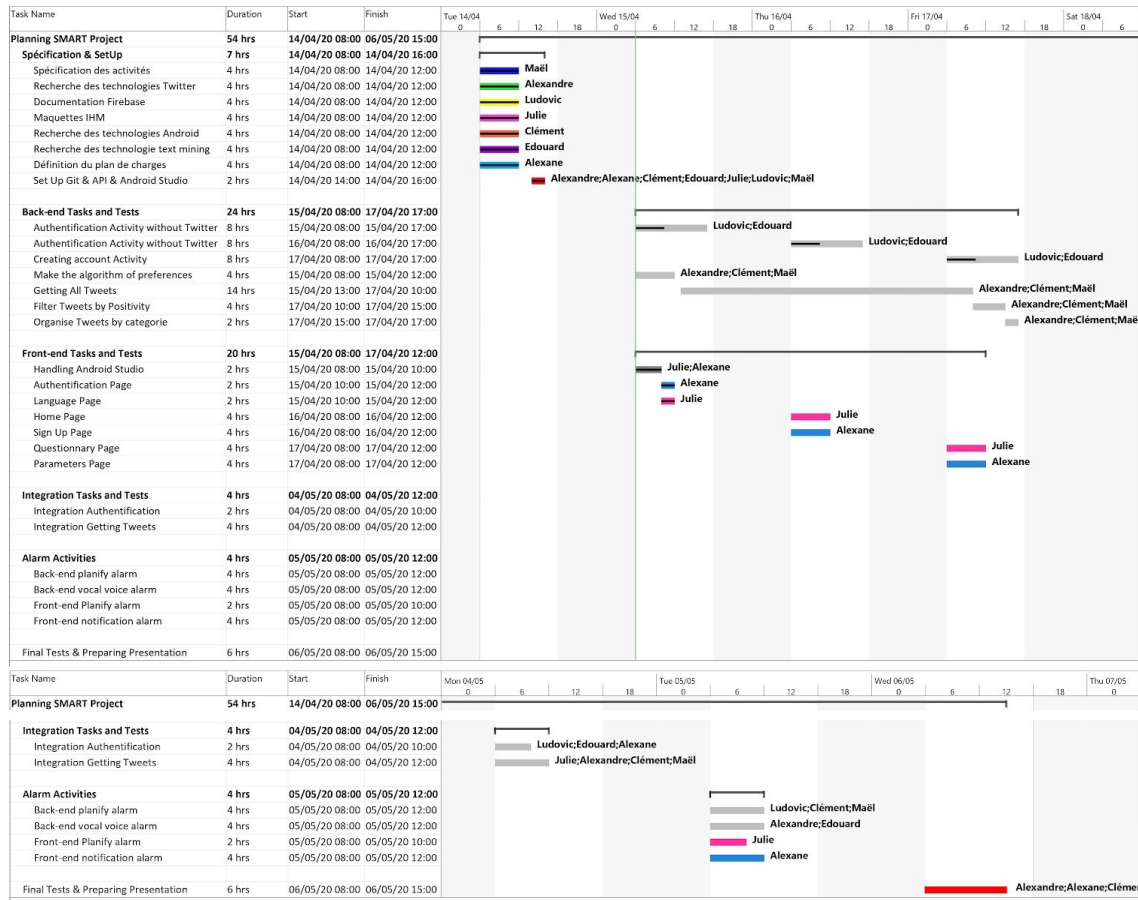 Task Name Duration Start Finish Tue 14/04 Wed 15/04 Thu 16/04 Fri 17/04 Sat 18/04
0 6 12 18 0 6 12 18 0 6 12 18 0 6 12 18 0 6
Planning SMART Project 54 hrs 14/04/20 08:00 06/05/20 15:00
Spécification & SetUp 7 hrs 14/04/20 08:00 14/04/20 16:00
Spécification des activités 4 hrs 14/04/20 08:00 14/04/20 12:00 Maël
Recherche des technologies Twitter 4 hrs 14/04/20 08:00 14/04/20 12:00 Alexandre
Documentation Firebase 4 hrs 14/04/20 08:00 14/04/20 12:00 Ludovic
Maquettes IHM 4 hrs 14/04/20 08:00 14/04/20 12:00 Julie
Recherche des technologies Android 4 hrs 14/04/20 08:00 14/04/20 12:00 Clément
Recherche des technologie text mining 4 hrs 14/04/20 08:00 14/04/20 12:00 Edouard
Définition du plan de charges 4 hrs 14/04/20 08:00 14/04/20 12:00 Alexane
Set Up Git & API & Android Studio 2 hrs 14/04/20 14:00 14/04/20 16:00 Alexandre;Alexane;Clément;Edouard;Julie;Ludovic;Maël
Back-end Tasks and Tests 24 hrs 15/04/20 08:00 17/04/20 17:00
Authentification Activity without Twitter 8 hrs 15/04/20 08:00 15/04/20 17:00 Ludovic;Edouard
Authentification Activity without Twitter 8 hrs 16/04/20 08:00 16/04/20 17:00 Ludovic;Edouard
Creating account Activity 8 hrs 17/04/20 08:00 17/04/20 17:00 Ludovic;Edouard
Make the algorithm of preferences 4 hrs 15/04/20 08:00 15/04/20 12:00 Alexandre;Clément;Maël
Getting All Tweets 14 hrs 15/04/20 13:00 17/04/20 10:00 Alexandre;Clément;Maël
Filter Tweets by Positivity 4 hrs 17/04/20 10:00 17/04/20 15:00 Alexandre;Clément;Maël
Organise Tweets by categorie 2 hrs 17/04/20 15:00 17/04/20 17:00 Alexandre;Clément;Maë
Front-end Tasks and Tests 20 hrs 15/04/20 08:00 17/04/20 12:00
Handling Android Studio 2 hrs 15/04/20 08:00 15/04/20 10:00 Julie;Alexane
Authentification Page 2 hrs 15/04/20 10:00 15/04/20 12:00 Alexane
Language Page 2 hrs 15/04/20 10:00 15/04/20 12:00 Julie
Home Page 4 hrs 16/04/20 08:00 16/04/20 12:00 Julie
Sign Up Page 4 hrs 16/04/20 08:00 16/04/20 12:00 Alexane
Questionnary Page 4 hrs 17/04/20 08:00 17/04/20 12:00 Julie
Parameters Page 4 hrs 17/04/20 08:00 17/04/20 12:00 Alexane
Integration Tasks and Tests 4 hrs 04/05/20 08:00 04/05/20 12:00
Integration Authentification 2 hrs 04/05/20 08:00 04/05/20 10:00
Integration Getting Tweets 4 hrs 04/05/20 08:00 04/05/20 12:00
Alarm Activities 4 hrs 05/05/20 08:00 05/05/20 12:00
Back-end planify alarm 4 hrs 05/05/20 08:00 05/05/20 12:00
Back-end vocal voice alarm 4 hrs 05/05/20 08:00 05/05/20 12:00
Front-end Planify alarm 2 hrs 05/05/20 08:00 05/05/20 10:00
Front-end notification alarm 4 hrs 05/05/20 08:00 05/05/20 12:00
Final Tests & Preparing Presentation 6 hrs 06/05/20 08:00 06/05/20 15:00
Task Name Duration Start Finish Mon 04/05 Tue 05/05 Wed 06/05 Thu 07/05
0 6 12 18 0 6 12 18 0 6 12 18 0
Planning SMART Project 54 hrs 14/04/20 08:00 06/05/20 15:00
Integration Tasks and Tests 4 hrs 04/05/20 08:00 04/05/20 12:00
Integration Authentification 2 hrs 04/05/20 08:00 04/05/20 10:00 Ludovic;Edouard;Alexane
Integration Getting Tweets 4 hrs 04/05/20 08:00 04/05/20 12:00 Julie;Alexandre;Clément;Maël
Alarm Activities 4 hrs 05/05/20 08:00 05/05/20 12:00
Back-end planify alarm 4 hrs 05/05/20 08:00 05/05/20 12:00 Ludovic;Clément;Maël
Back-end vocal voice alarm 4 hrs 05/05/20 08:00 05/05/20 12:00 Alexandre;Edouard
Front-end Planify alarm 2 hrs 05/05/20 08:00 05/05/20 10:00 Julie
Front-end notification alarm 4 hrs 05/05/20 08:00 05/05/20 12:00 Alexane
Final Tests & Preparing Presentation 6 hrs 06/05/20 08:00 06/05/20 15:00 Alexandre;Alexane;Clémen